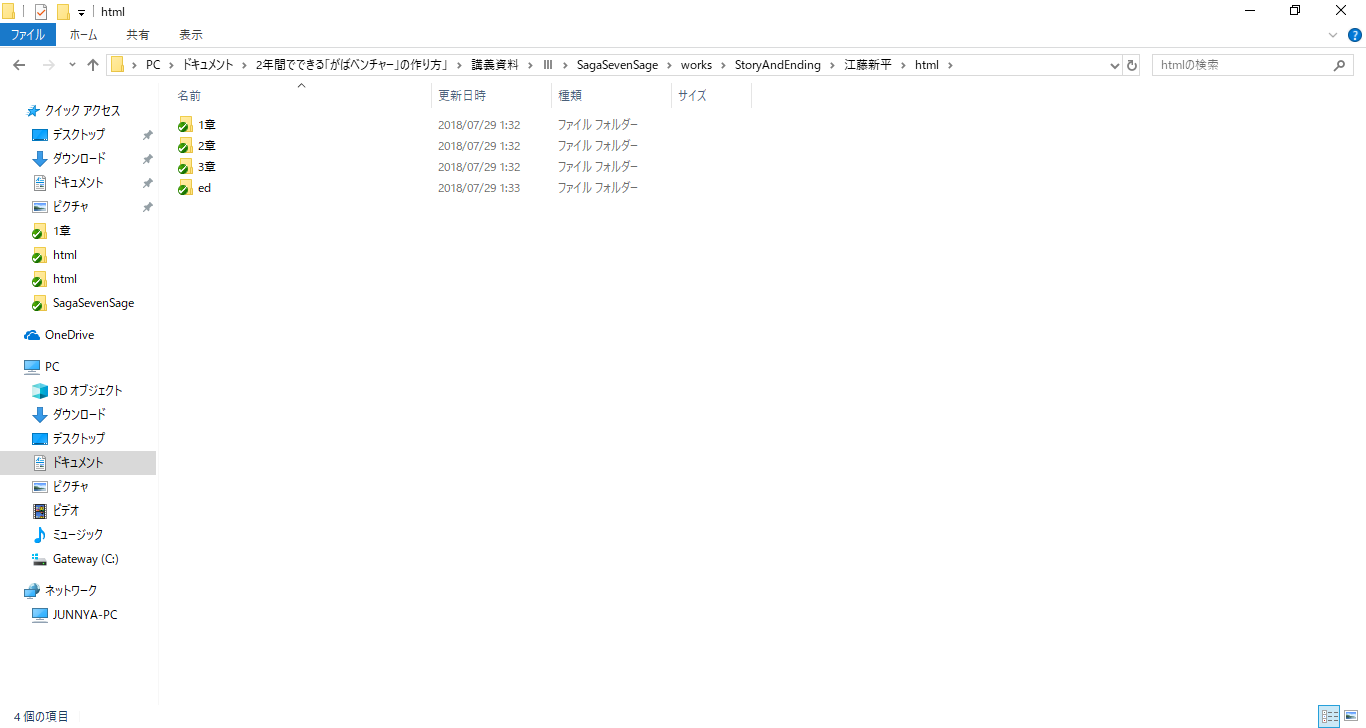 html
ファイル ホーム 共有 表示
PC ドキュメント 2年間でできる「がばベンチャー」の作り方」 講義資料 III SagaSevenSage works StoryAndEnding 江藤新平 html
htmlの検索
名前 更新日時 種類 サイズ
1章 2018/07/29 1:32 ファイル フォルダー
2章 2018/07/29 1:32 ファイル フォルダー
3章 2018/07/29 1:32 ファイル フォルダー
ed 2018/07/29 1:33 ファイル フォルダー
クイック アクセス
デスクトップ
ダウンロード
ドキュメント
ピクチャ
1章
html
html
SagaSevenSage
OneDrive
PC
3D オブジェクト
ダウンロード
デスクトップ
ドキュメント
ピクチャ
ビデオ
ミュージック
Gateway (C:)
ネットワーク
JUNNYA-PC
4 個の項目